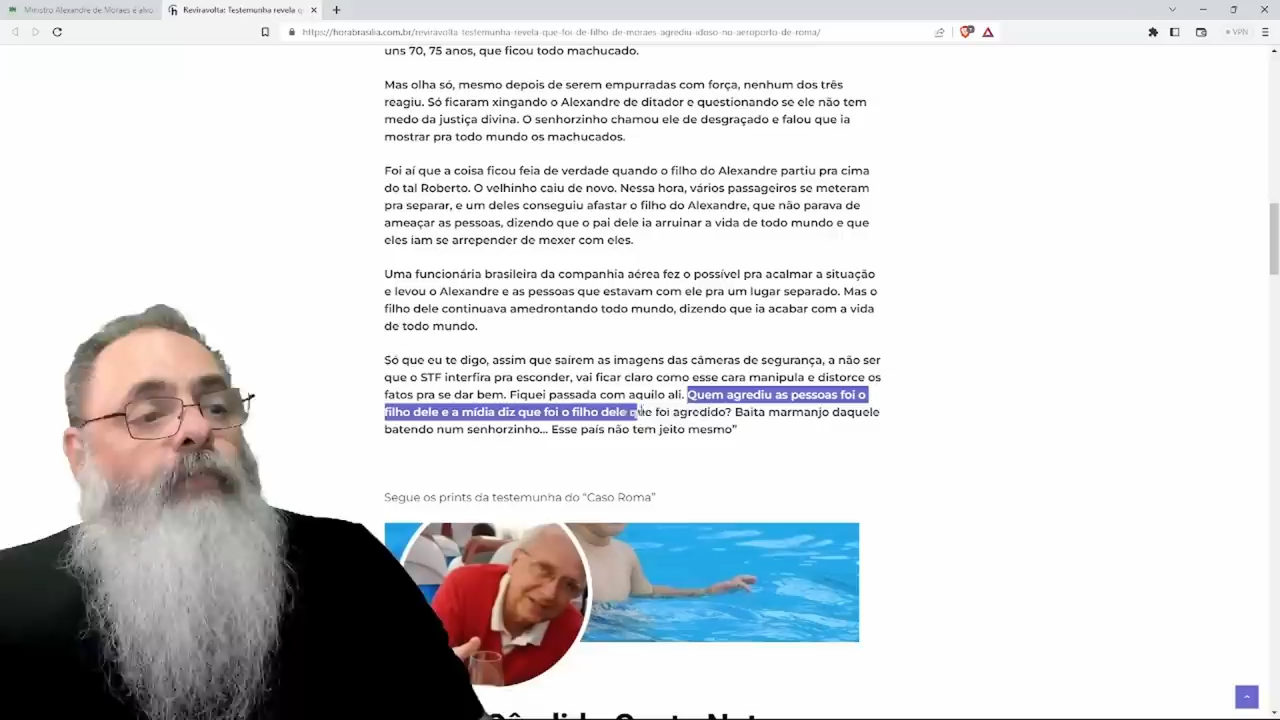 Ministro Alexandre de Moraes é alvo
Reviravolta: Testemunha revela q
https://horabrasilia.com.br/reviravolta-testemunha-revela-que-foi-de-filho-de-moraes-agrediu-idoso-no-aeroporto-de-roma/
VPN
uns 70, 75 anos, que ficou todo machucado.
Mas olha só, mesmo depois de serem empurradas com força, nenhum dos três
reagiu. Só ficaram xingando o Alexandre de ditador e questionando se ele não tem
medo da justiça divina. O senhorzinho chamou ele de desgraçado e falou que ia
mostrar pra todo mundo os machucados.
Foi aí que a coisa ficou feia de verdade quando o filho do Alexandre partiu pra cima
do tal Roberto. O velhinho caiu de novo. Nessa hora, vários passageiros se meteram
pra separar, e um deles conseguiu afastar o filho do Alexandre, que não parava de
ameaçar as pessoas, dizendo que o pai dele ia arruinar a vida de todo mundo e que
eles iam se arrepender de mexer com eles.
Uma funcionária brasileira da companhia aérea fez o possível pra acalmar a situação
e levou o Alexandre e as pessoas que estavam com ele pra um lugar separado. Mas o
filho dele continuava amedrontando todo mundo, dizendo que ia acabar com a vida
de todo mundo.
Só que eu te digo, assim que saírem as imagens das câmeras de segurança, a não ser
que o STF interfira pra esconder, vai ficar claro como esse cara manipula e distorce os
fatos pra se dar bem. Fiquei passada com aquilo ali. Quem agrediu as pessoas foi o
filho dele e a mídia diz que foi o filho dele que foi agredido? Baita marmanjo daquele
batendo num senhorzinho... Esse país não tem jeito mesmo”
Segue os prints da testemunha do “Caso Roma”